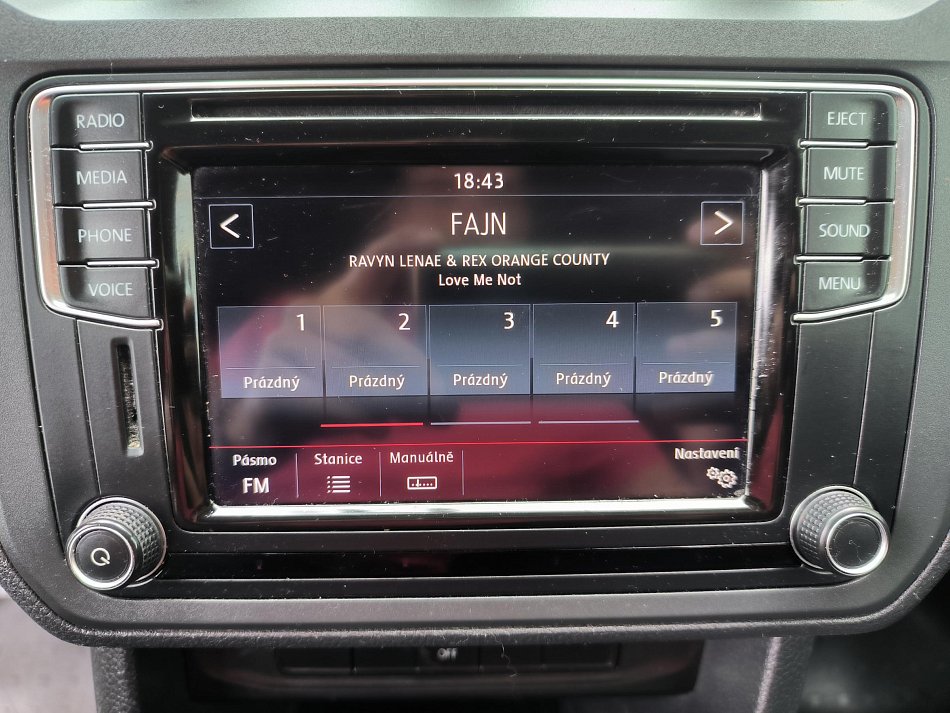 RADIO
MEDIA
PHONE
VOICE
18:43
<
FAJN
>
RAVYN LENAE & REX ORANGE COUNTY
Love Me Not
1 2 3 4 5
Prázdný Prázdný Prázdný Prázdný Prázdný
Pásmo Stanice Manuálně Nastavení
FM
EJECT
MUTE
SOUND
MENU
OFF